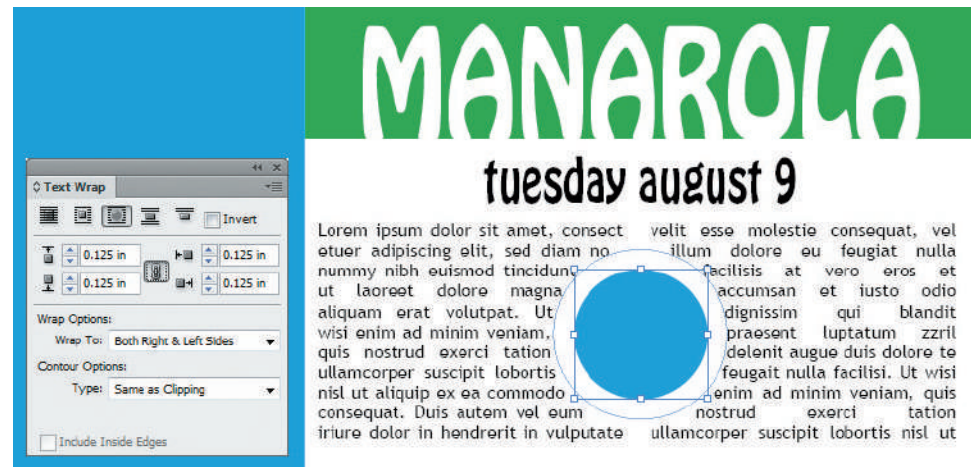 MANAROLA
tuesday august 9
Text Wrap
Invert
0.125 in
0.125 in
0.125 in
0.125 in
Wrap Options:
Wrap To: Both Right & Left Sides
Contour Options:
Type: Same as Clipping
Include Inside Edges
Lorem ipsum dolor sit amet, consect
etuer adipiscing elit, sed diam no
nummy nibh euismod tincidunt
ut laoreet dolore magna
aliquam erat volutpat. Ut
wisi enim ad minim veniam,
quis nostrud exerci tation
ullamcorper suscipit lobortis
nisl ut aliquip ex ea commodo
consequat. Duis autem vel eum
iriure dolor in hendrerit in vulputate
velit esse molestie consequat, vel
illum dolore eu feugiat nulla
facilisis at vero eros et
accumsan et iusto odio
dignissim qui blandit
praesent luptatum zzril
delenit augue duis dolore te
feugait nulla facilisi. Ut wisi
enim ad minim veniam, quis
nostrud exerci tation
ullamcorper suscipit lobortis nisl ut